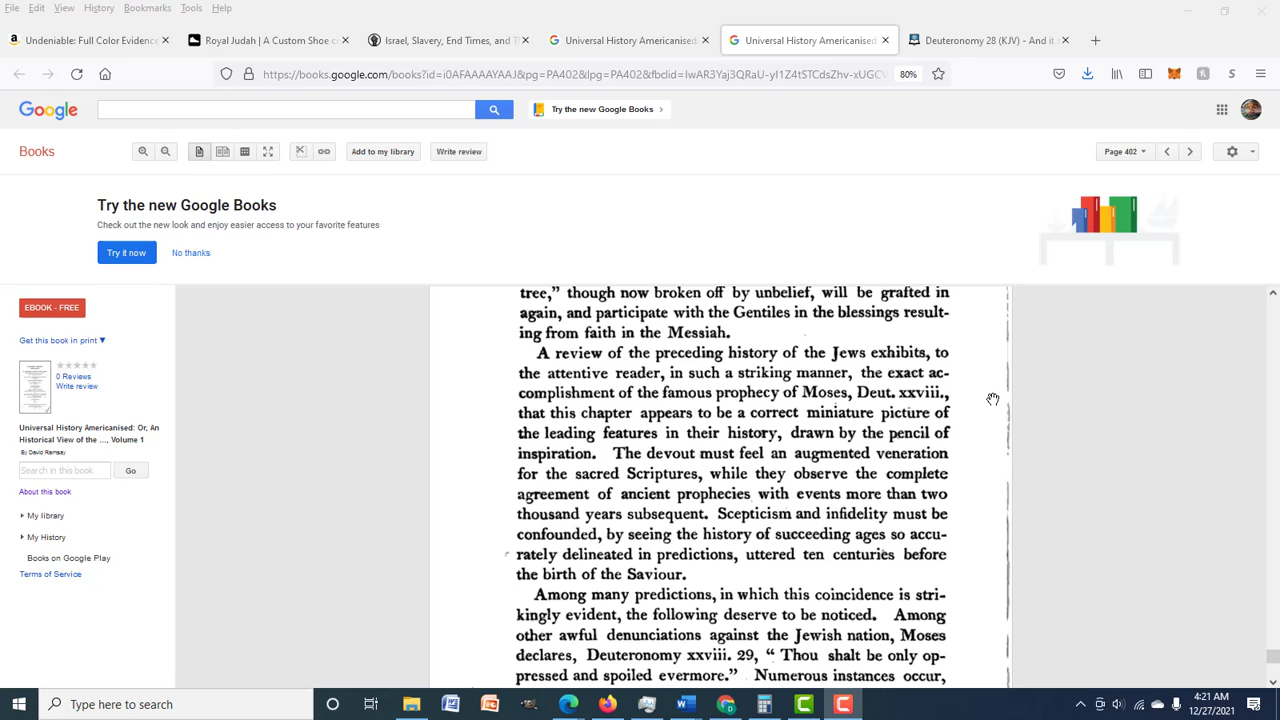 File Edit View History Bookmarks Tools Help
Undeniable: Full Color Evidence
Royal Judah | A Custom Shoe c
Israel, Slavery, End Times, and T
Universal History Americanised:
Universal History Americanised:
Deuteronomy 28 (KJV) - And it
80%
Google
Try the new Google Books
Books
Add to my library
Write review
Page 402
Try the new Google Books
Check out the new look and enjoy easier access to your favorite features
Try it now
No thanks
EBOOK - FREE
Get this book in print
0 Reviews
Write review
Universal History Americanised: Or, An
Historical View of the ..., Volume 1
By David Ramsay
Search in this book
Go
About this book
My library
My History
Books on Google Play
Terms of Service
tree,” though now broken off by unbelief, will be grafted in
again, and participate with the Gentiles in the blessings result-
ing from faith in the Messiah.
A review of the preceding history of the Jews exhibits, to
the attentive reader, in such a striking manner, the exact ac-
complishment of the famous prophecy of Moses, Deut. xxviii.,
that this chapter appears to be a correct miniature picture of
the leading features in their history, drawn by the pencil of
inspiration. The devout must feel an augmented veneration
for the sacred Scriptures, while they observe the complete
agreement of ancient prophecies with events more than two
thousand years subsequent. Scepticism and infidelity must be
confounded, by seeing the history of succeeding ages so accu-
rately delineated in predictions, uttered ten centuries before
the birth of the Saviour.
Among many predictions, in which this coincidence is stri-
kingly evident, the following deserve to be noticed. Among
other awful denunciations against the Jewish nation, Moses
declares, Deuteronomy xxviii. 29, “ Thou shalt be only op-
pressed and spoiled evermore.” Numerous instances occur,
Type here to search
4:21 AM
12/27/2021